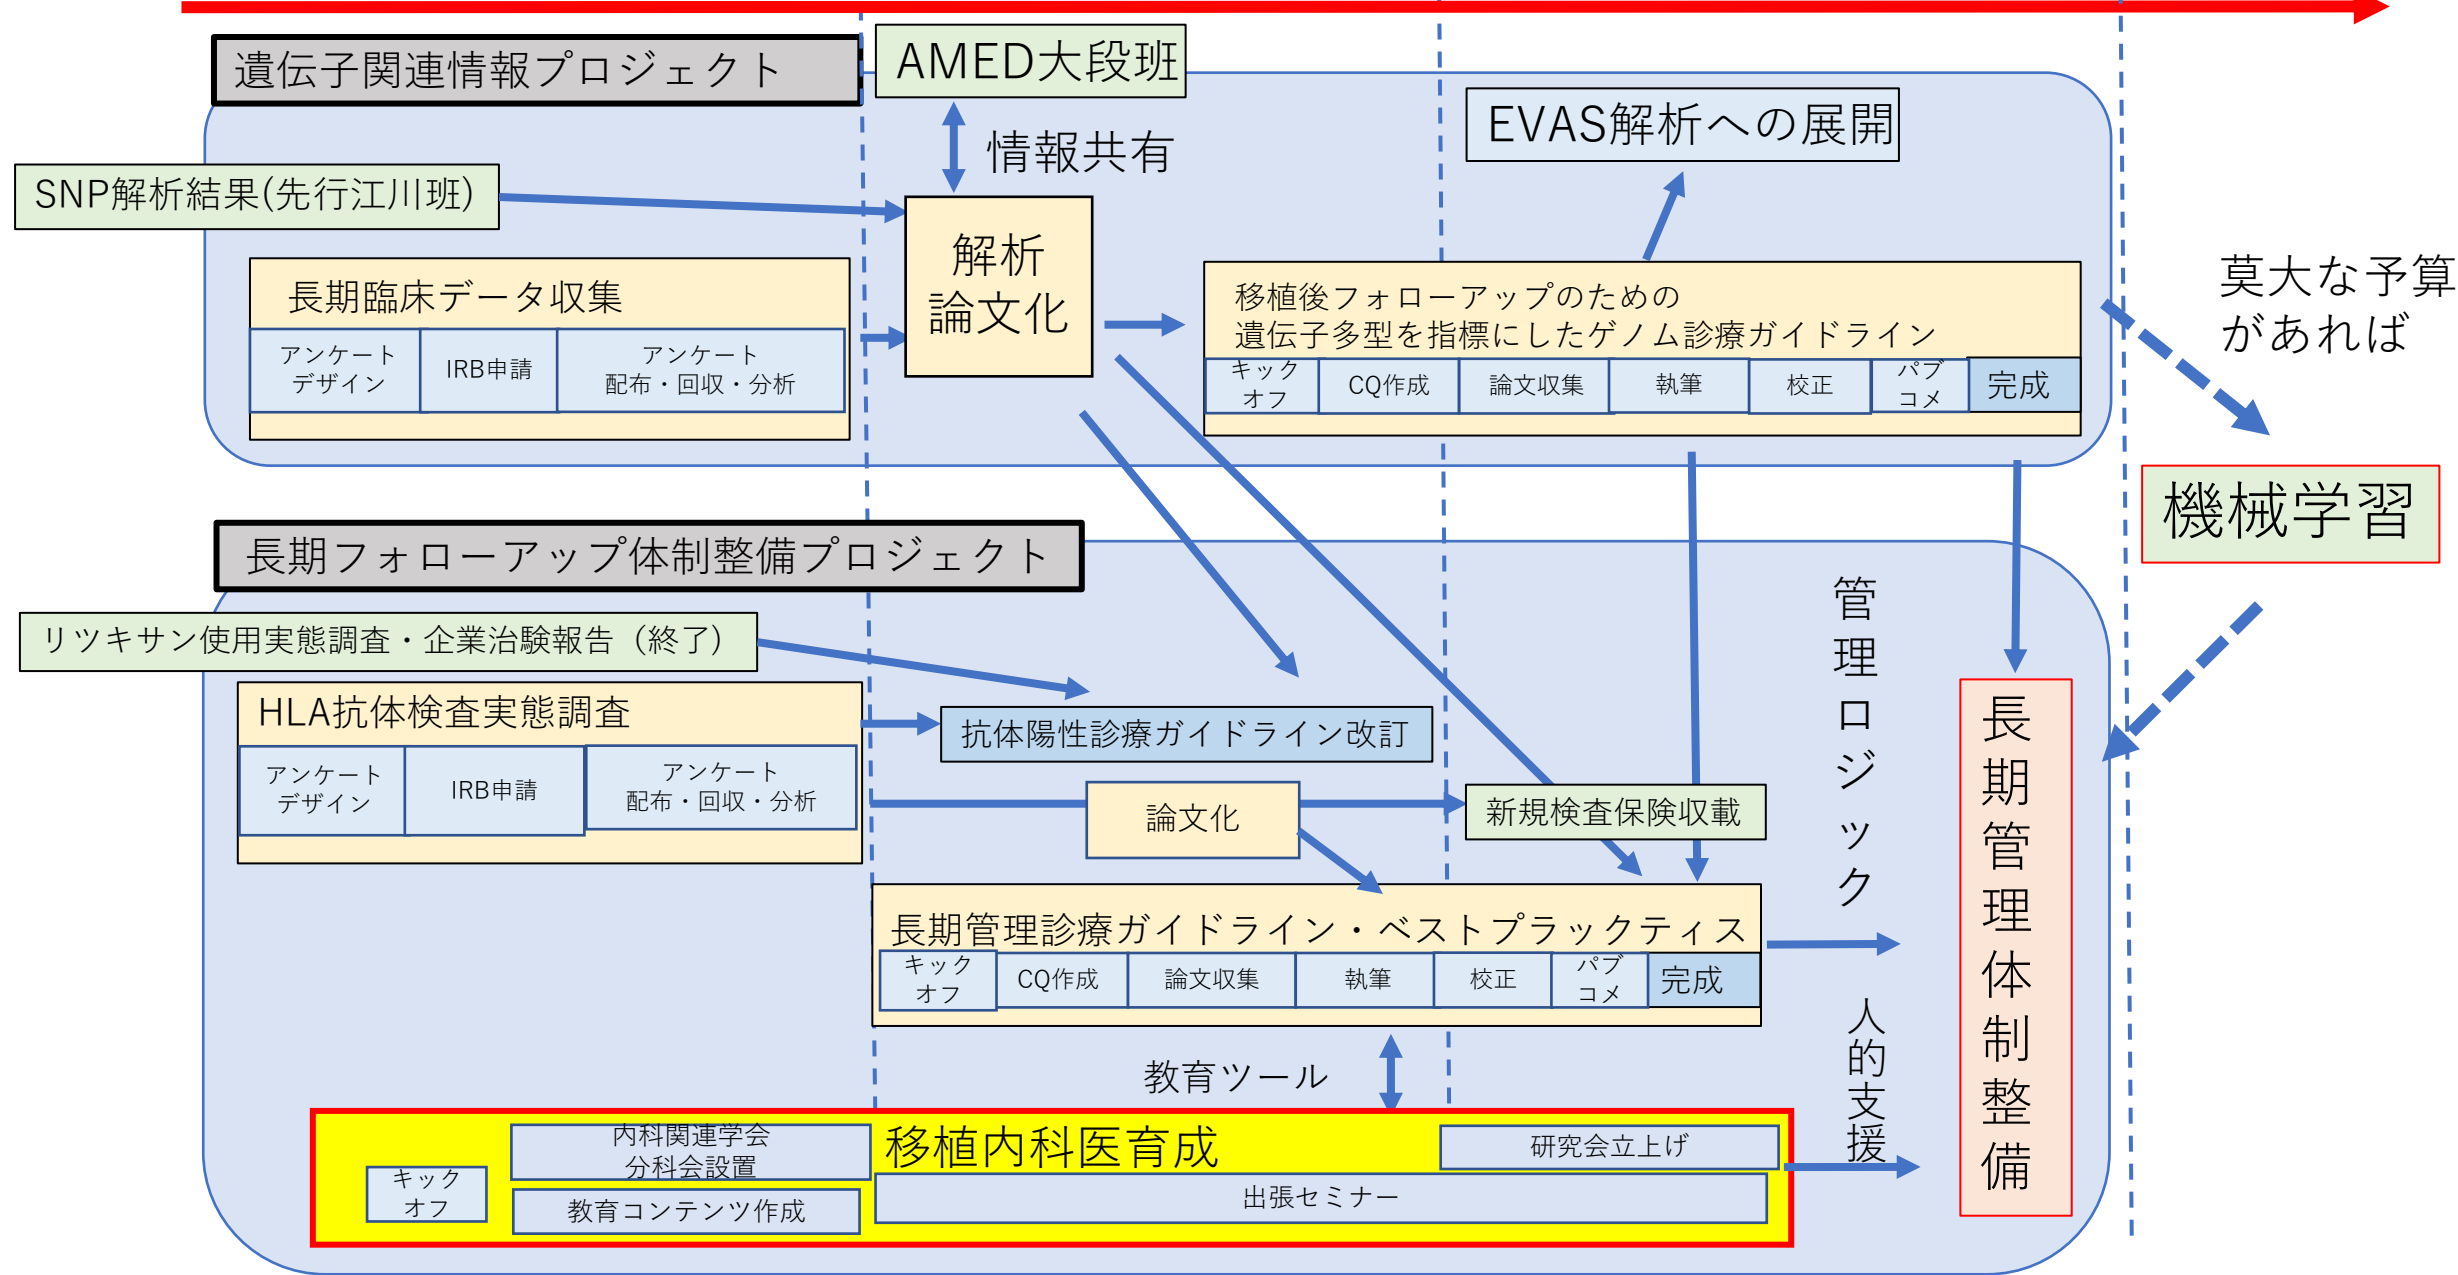 遺伝子関連情報プロジェクト
AMED大段班
情報共有
EVAS解析への展開
SNP解析結果(先行江川班)
解析
論文化
長期臨床データ収集
アンケート
デザイン
IRB申請
アンケート
配布・回収・分析
移植後フォローアップのための
遺伝子多型を指標にしたゲノム診療ガイドライン
キック
オフ
CQ作成
論文収集
執筆
校正
パブ
コメ
完成
莫大な予算
があれば
機械学習
長期フォローアップ体制整備プロジェクト
リツキサン使用実態調査・企業治験報告（終了）
HLA抗体検査実態調査
アンケート
デザイン
IRB申請
アンケート
配布・回収・分析
抗体陽性診療ガイドライン改訂
論文化
新規検査保険収載
管理ロジック
長期管理診療ガイドライン・ベストプラックティス
キック
オフ
CQ作成
論文収集
執筆
校正
パブ
コメ
完成
長期管理体制整備
人的支援
教育ツール
移植内科医育成
キック
オフ
内科関連学会
分科会設置
教育コンテンツ作成
研究会立上げ
出張セミナー